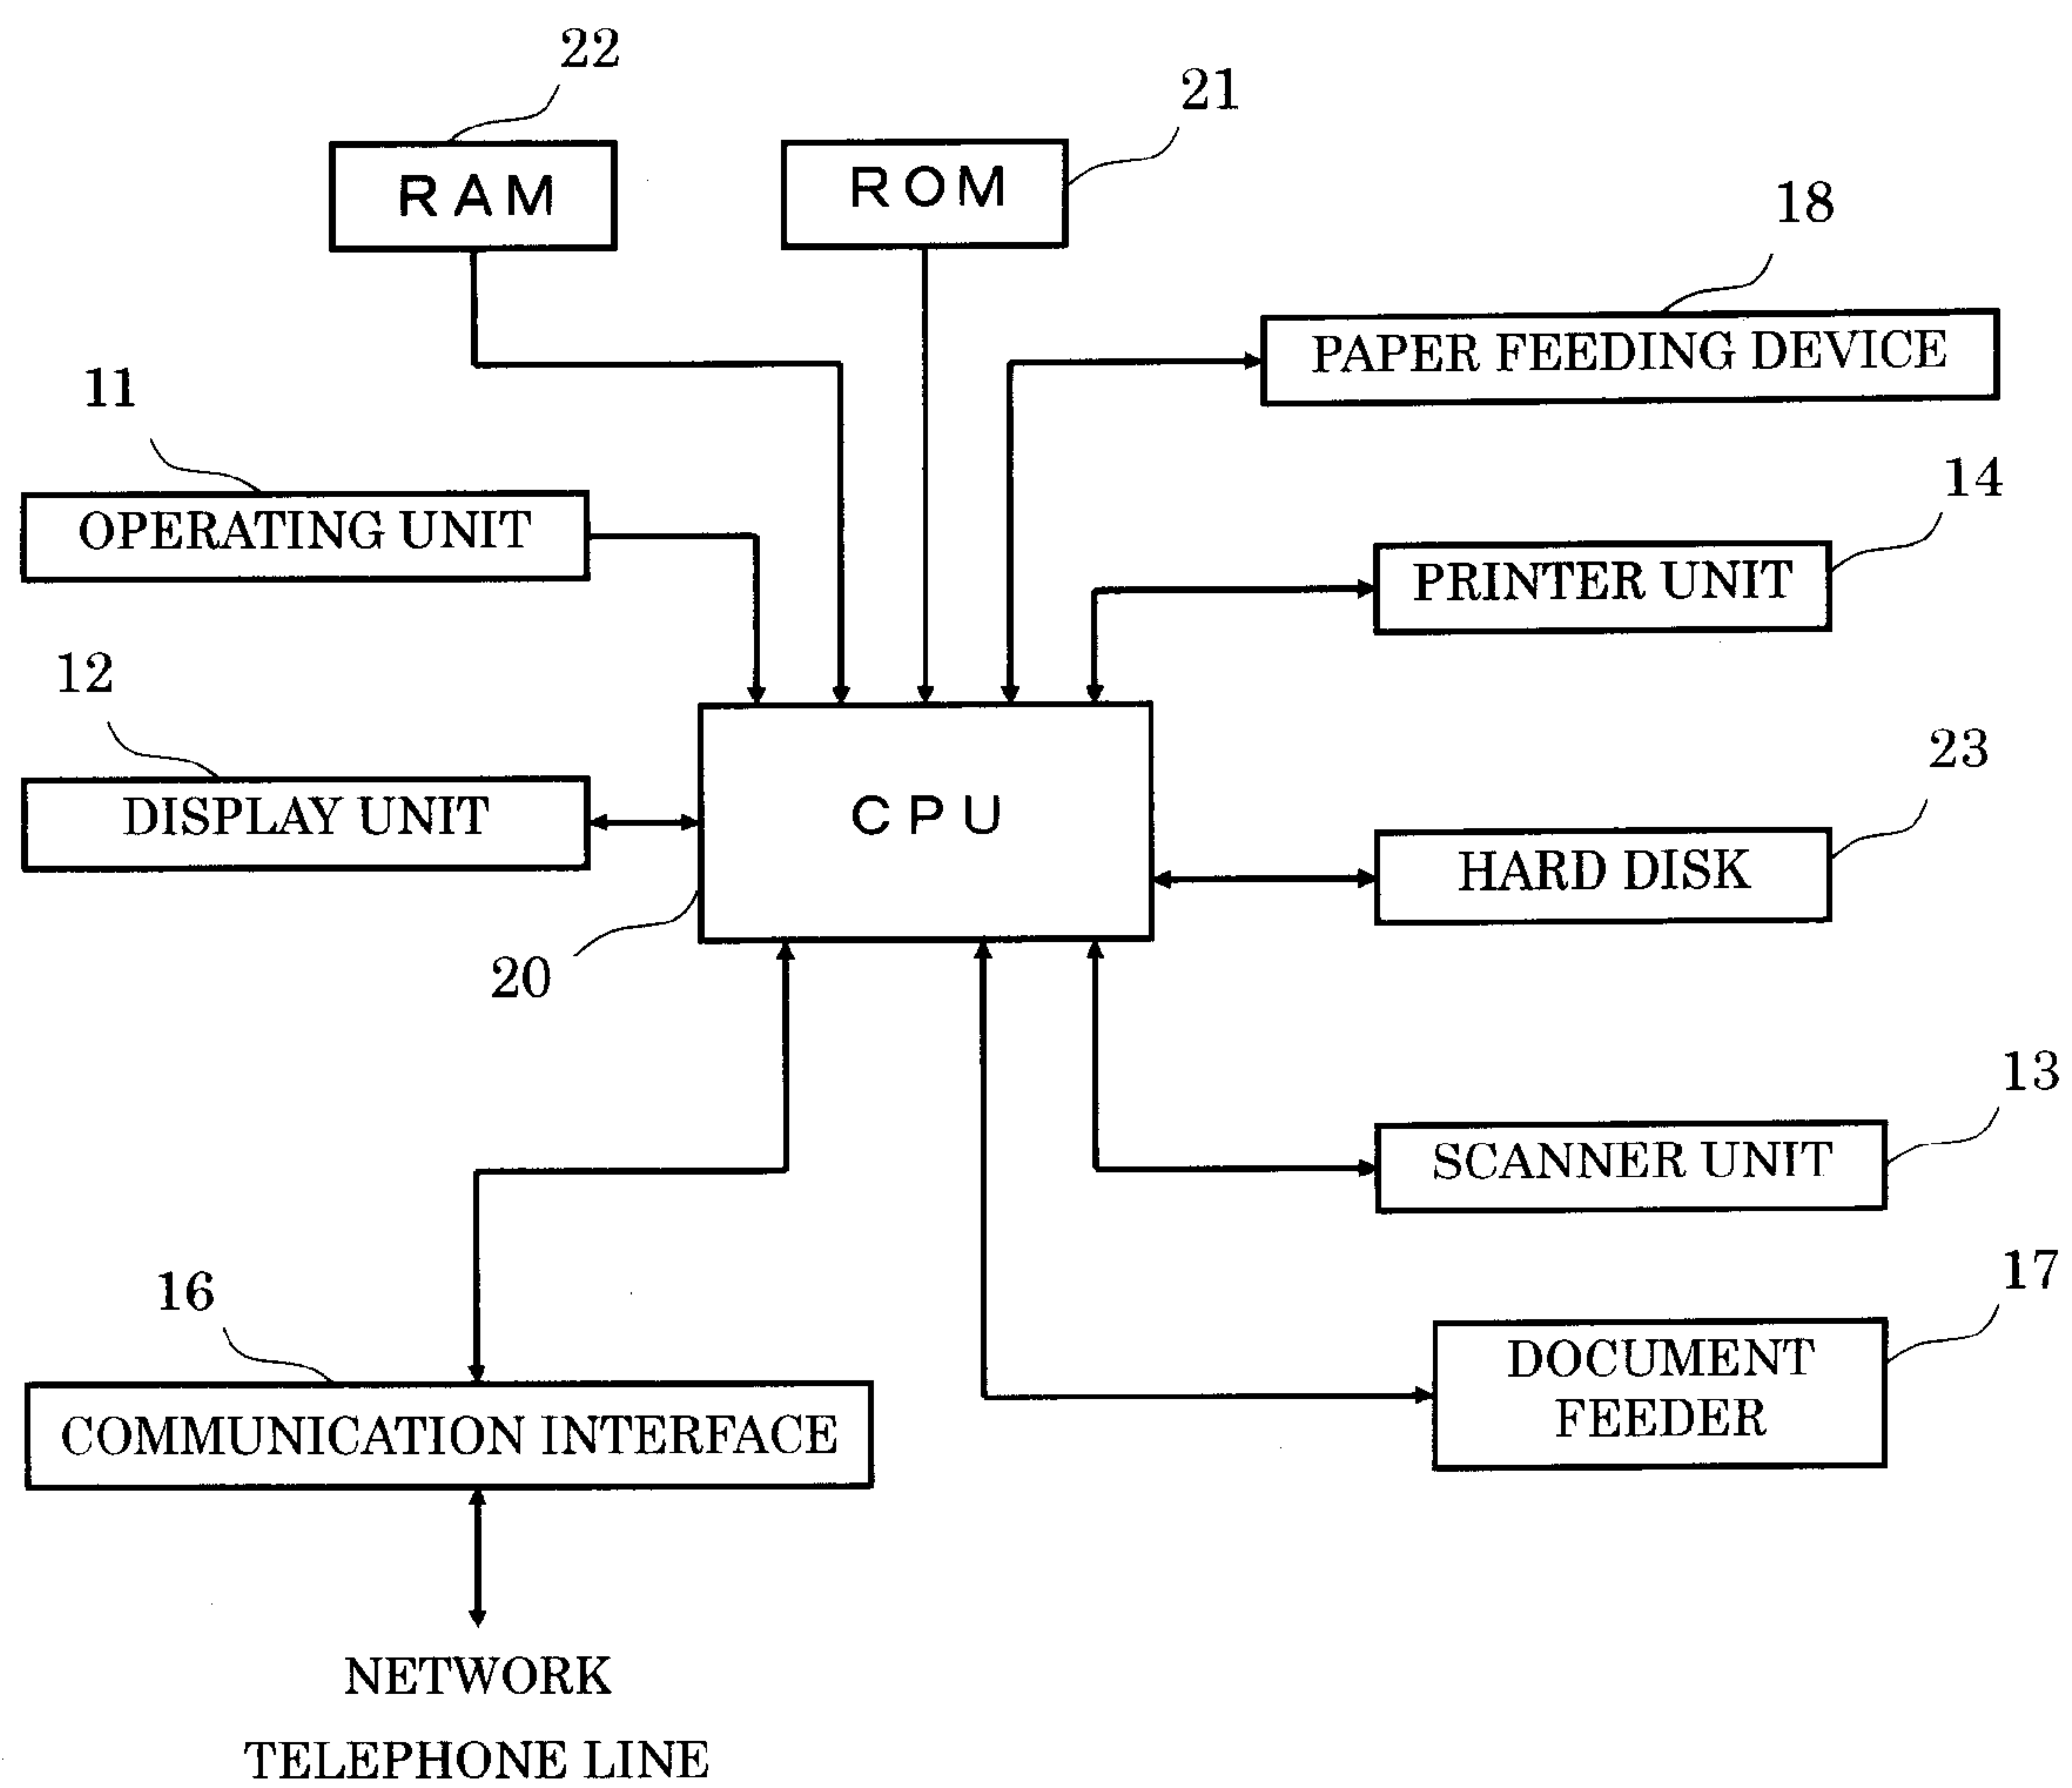 22
21
RAM
ROM
18
PAPER FEEDING DEVICE
11
OPERATING UNIT
14
PRINTER UNIT
12
DISPLAY UNIT
CPU
23
HARD DISK
20
13
SCANNER UNIT
16
COMMUNICATION INTERFACE
17
DOCUMENT
FEEDER
NETWORK
TELEPHONE LINE